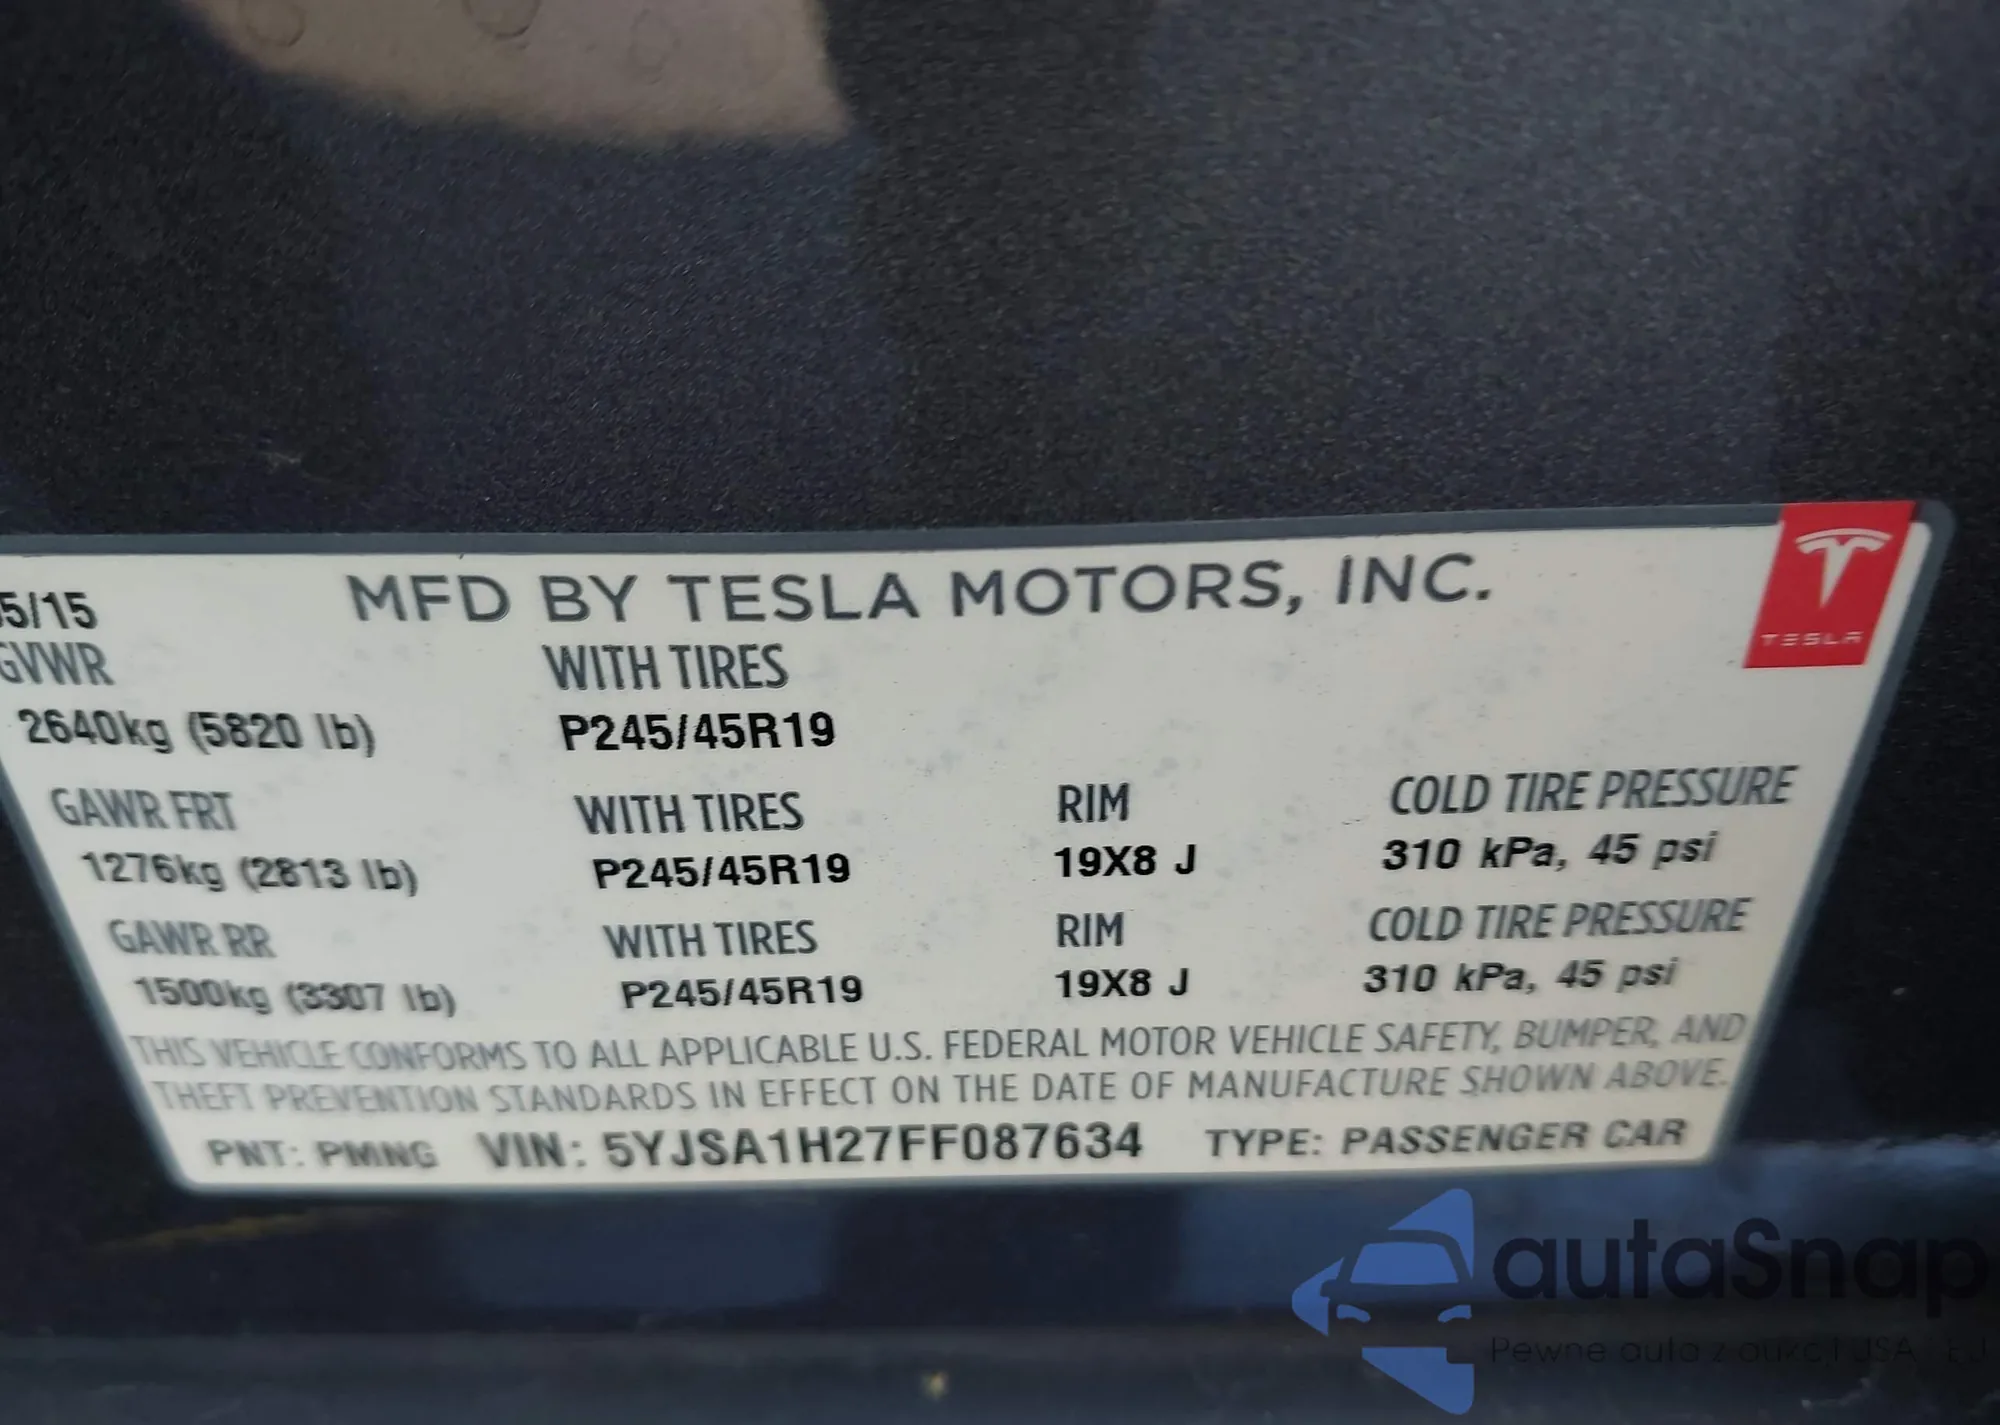 5/15 MFD BY TESLA MOTORS, INC.
TESLA
GVWR WITH TIRES
2640kg (5820 lb) P245/45R19
GAWR FRT WITH TIRES RIM COLD TIRE PRESSURE
1276kg (2813 lb) P245/45R19 19X8 J 310 kPa, 45 psi
GAWR RR WITH TIRES RIM COLD TIRE PRESSURE
1500kg (3307 lb) P245/45R19 19X8 J 310 kPa, 45 psi
THIS VEHICLE CONFORMS TO ALL APPLICABLE U.S. FEDERAL MOTOR VEHICLE SAFETY, BUMPER, AND
THEFT PREVENTION STANDARDS IN EFFECT ON THE DATE OF MANUFACTURE SHOWN ABOVE.
PNT: PMNG VIN: 5YJSA1H27FF087634 TYPE: PASSENGER CAR
autaSnap
Pewne auta z aukcji USA